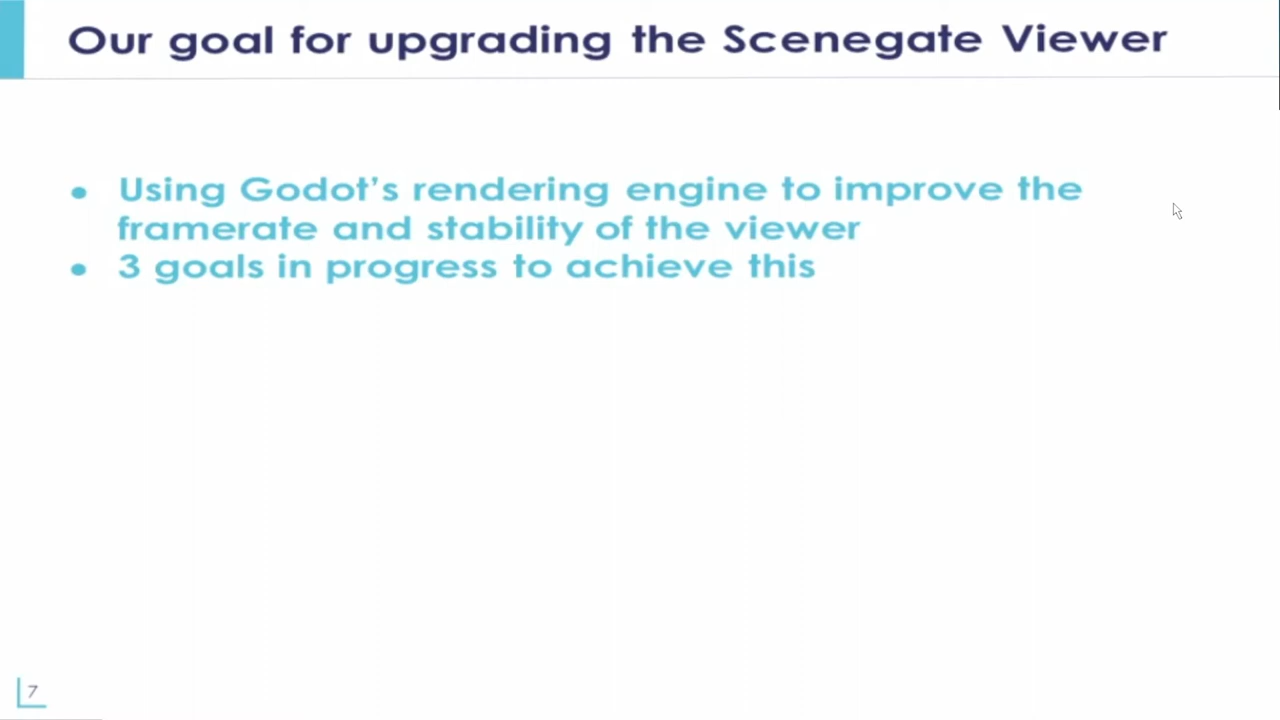 Our goal for upgrading the Scenegate Viewer
• Using Godot's rendering engine to improve the
framerate and stability of the viewer
• 3 goals in progress to achieve this
7